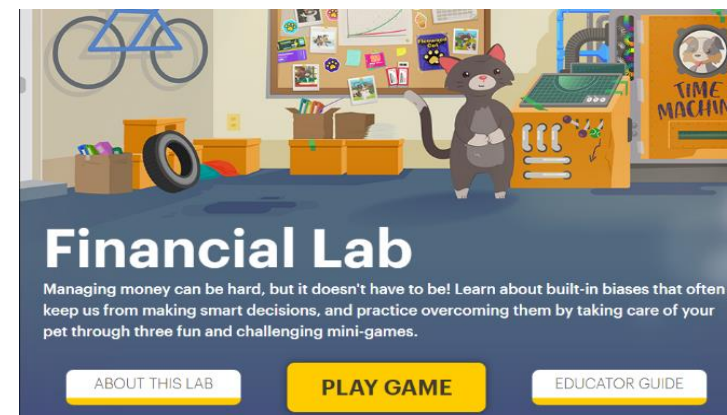 TIME
MACHINE
Financial Lab
Managing money can be hard, but it doesn't have to be! Learn about built-in biases that often
keep us from making smart decisions, and practice overcoming them by taking care of your
pet through three fun and challenging mini-games.
ABOUT THIS LAB
PLAY GAME
EDUCATOR GUIDE